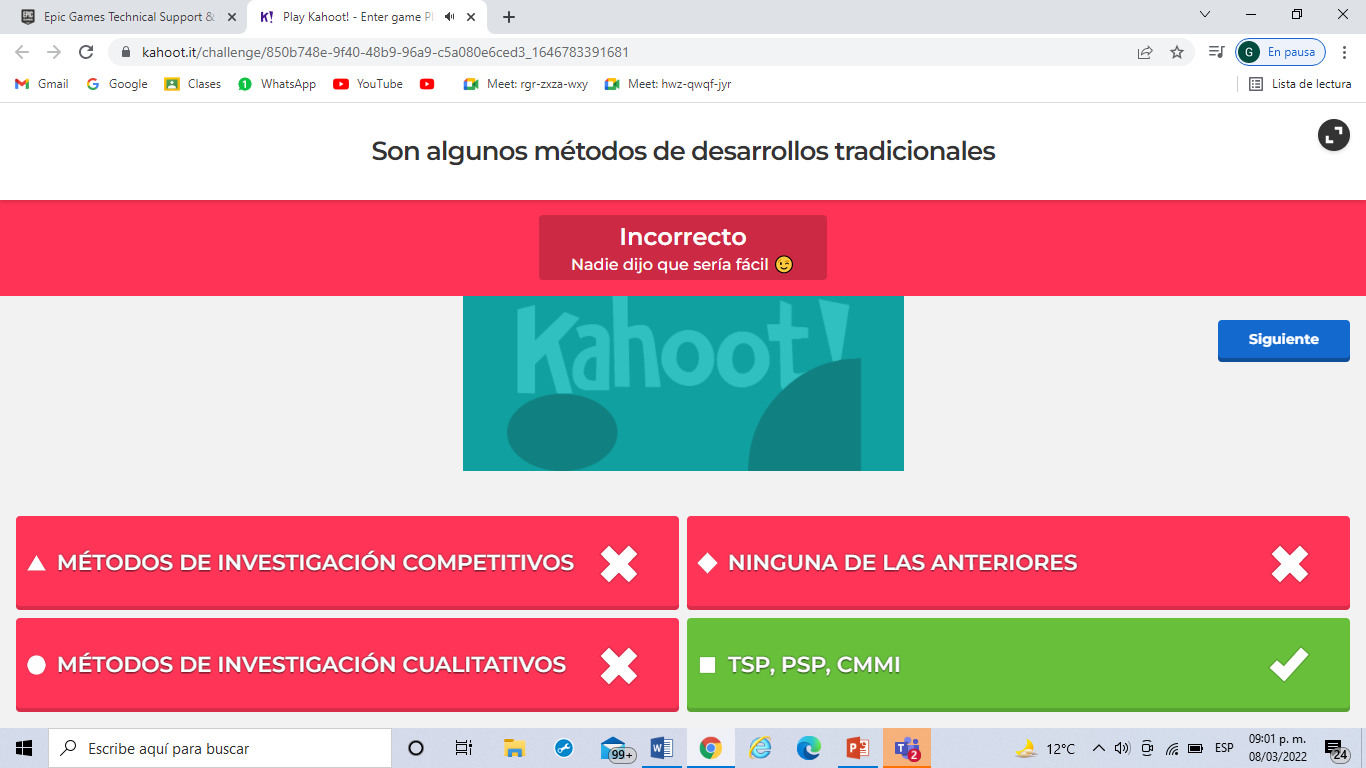 Epic Games Technical Support &
Play Kahoot! - Enter game P
kahoot.it/challenge/850b748e-9f40-48b9-96a9-c5a080e6ced3_1646783391681
G En pausa
Gmail Google Clases WhatsApp YouTube Meet: rgr-zxza-wxy Meet: hwz-qwqf-jyr Lista de lectura
Son algunos métodos de desarrollos tradicionales
Incorrecto
Nadie dijo que sería fácil 😉
Kahoot!
Siguiente
MÉTODOS DE INVESTIGACIÓN COMPETITIVOS
NINGUNA DE LAS ANTERIORES
MÉTODOS DE INVESTIGACIÓN CUALITATIVOS
TSP, PSP, CMMI
Escribe aquí para buscar
99+
2
12°C
ESP
09:01 p. m.
08/03/2022
24